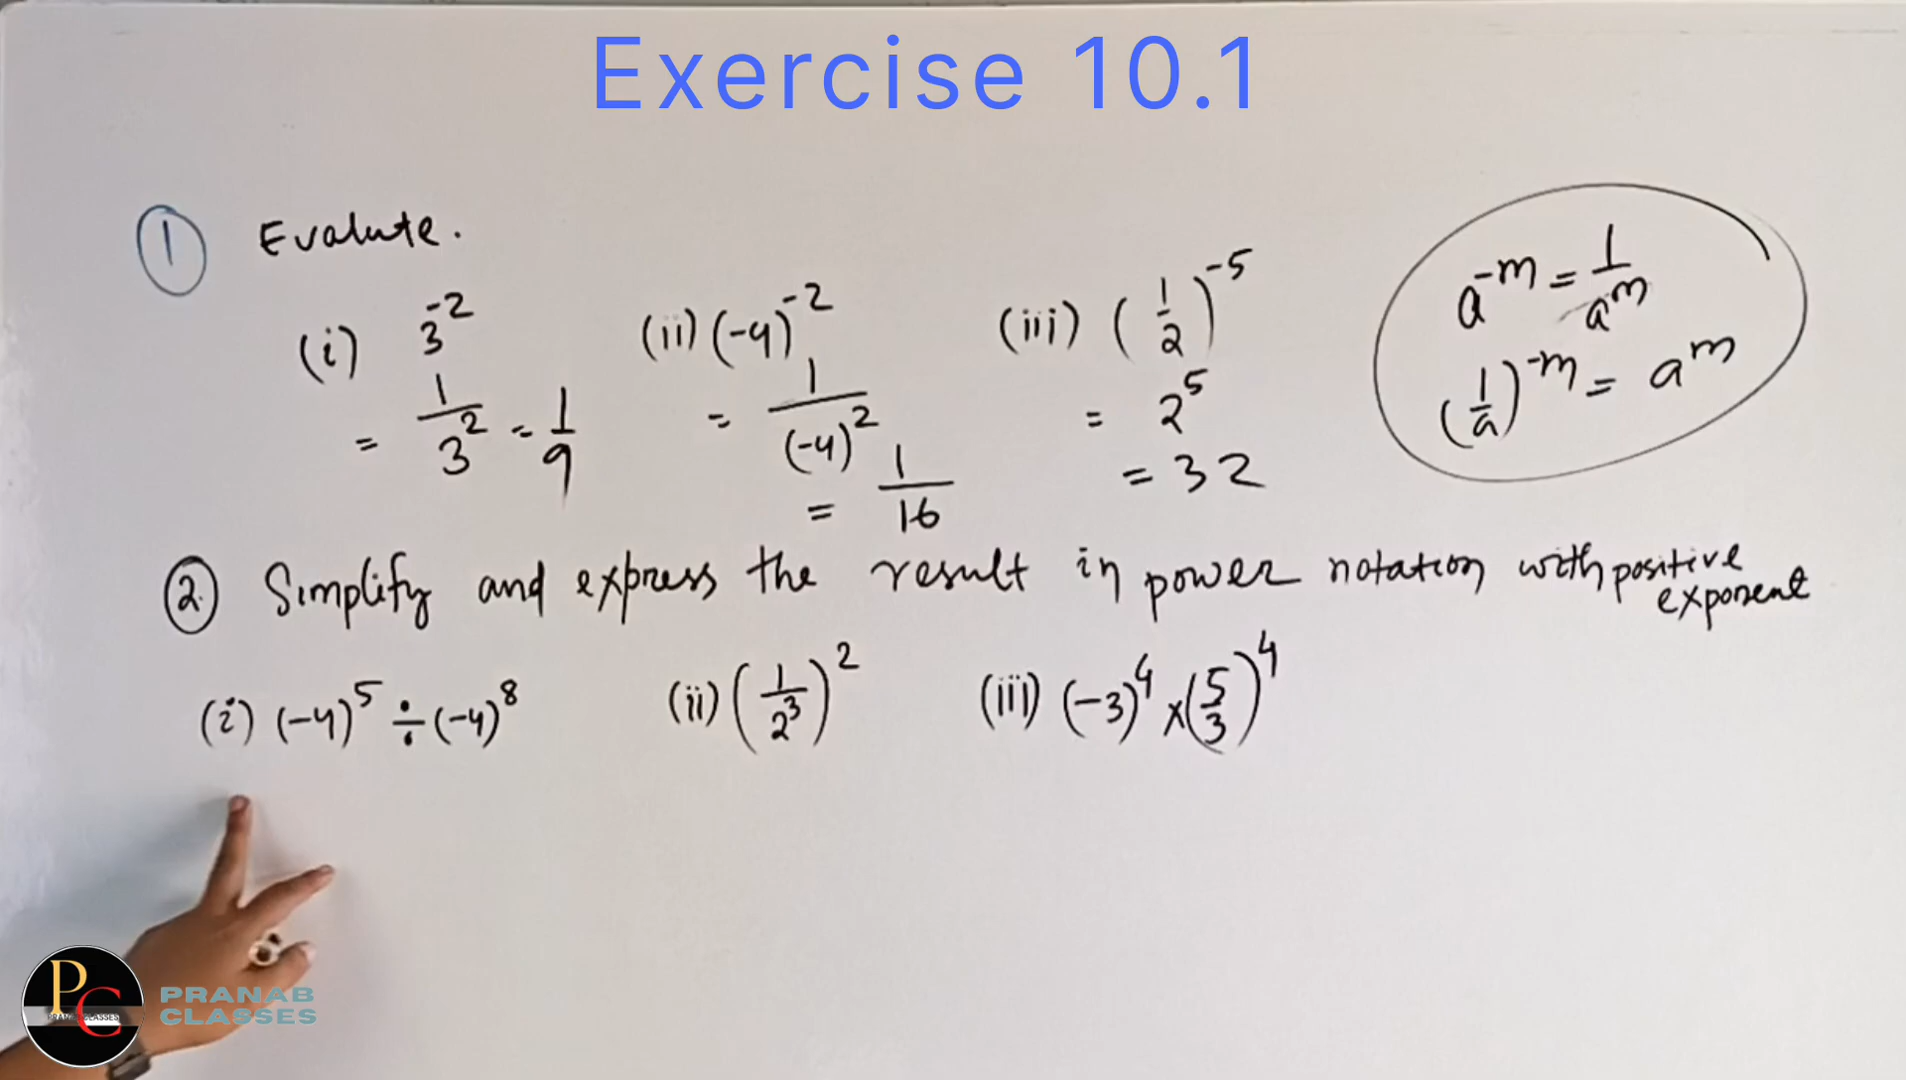 Exercise 10.1
① Evalute.
(i) 3⁻² (ii) (-4)⁻² (iii) (1/2)⁻⁵
= 1/3² = 1/9 = 1/(-4)² = 2⁵
= 1/16 = 32
a⁻ᵐ = 1/aᵐ
(1/a)⁻ᵐ = aᵐ
② Simplify and express the result in power notation with positive exponent
(i) (-4)⁵ ÷ (-4)⁸ (ii) (1/2³)² (iii) (-3)⁴ × (5/3)⁴
PC
PRANAB CLASSES
PRANAB
CLASSES